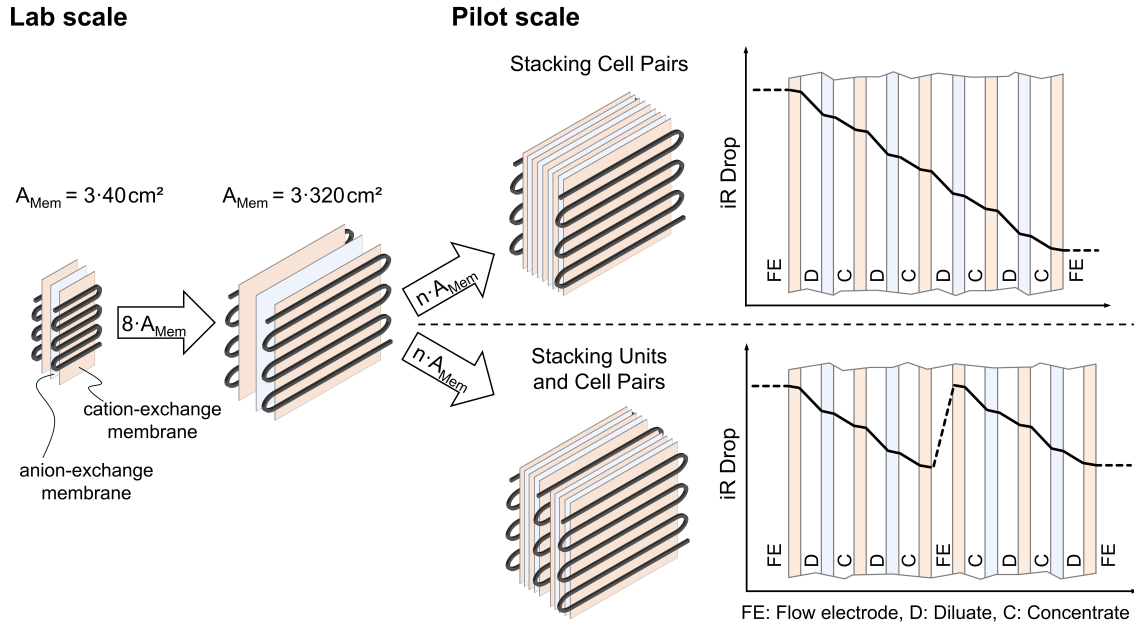 Lab scale
Pilot scale
Stacking Cell Pairs
A_Mem = 3·40 cm²
A_Mem = 3·320 cm²
8·A_Mem
n·A_Mem
n·A_Mem
cation-exchange
membrane
anion-exchange
membrane
iR Drop
FE D C D C D C D C FE
Stacking Units
and Cell Pairs
iR Drop
FE D C D C FE C D C D FE
FE: Flow electrode, D: Diluate, C: Concentrate